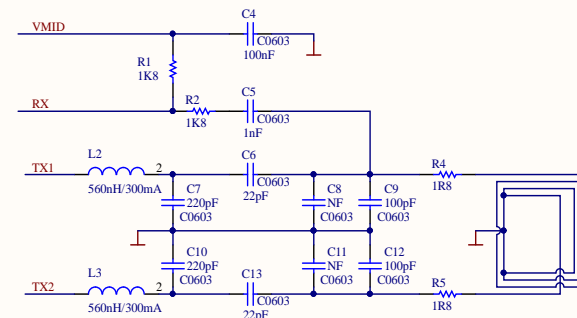 VMID
C4
C0603
100nF
R1
1K8
RX
R2
1K8
C5
C0603
1nF
TX1
L2
2
560nH/300mA
C6
C0603
22pF
R4
1R8
C7
220pF
C0603
C8
NF
C0603
C9
100pF
C0603
C10
220pF
C0603
C11
NF
C0603
C12
100pF
C0603
TX2
L3
2
560nH/300mA
C13
C0603
22pF
R5
1R8